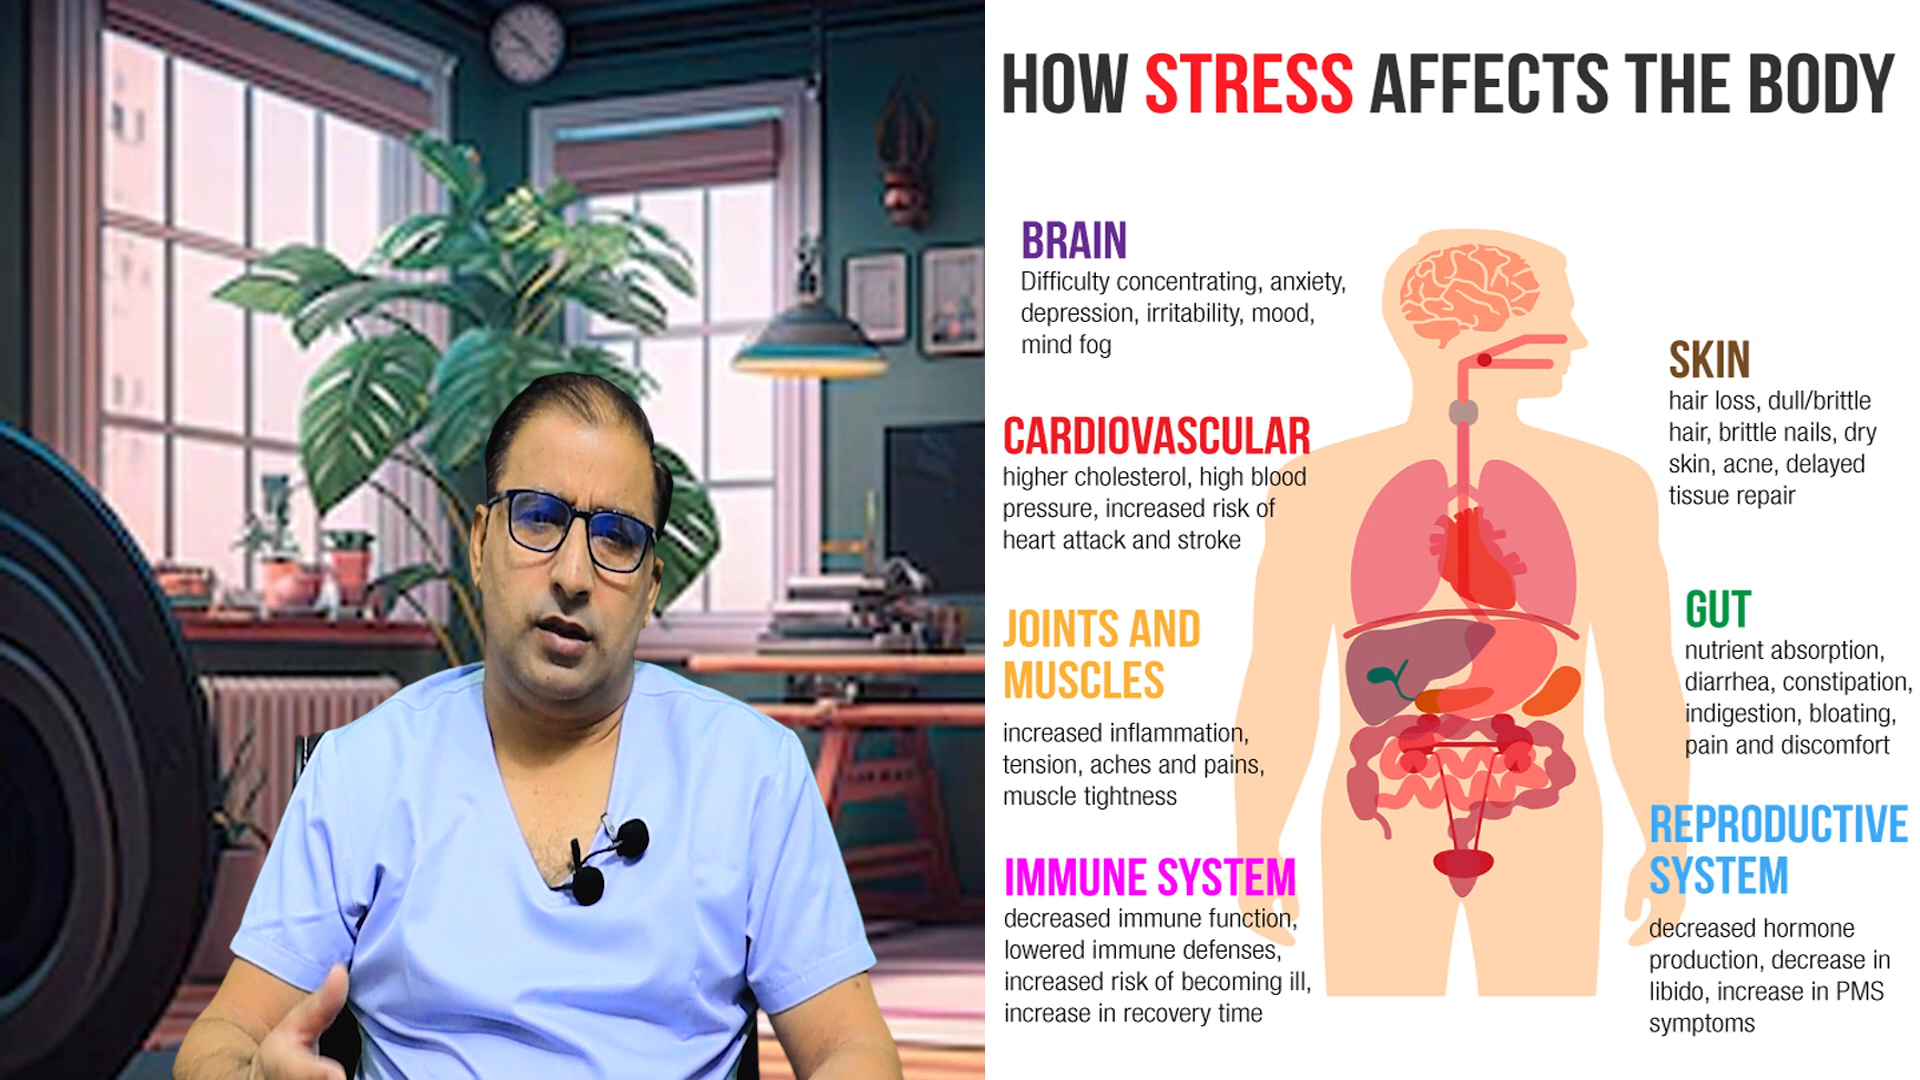 HOW STRESS AFFECTS THE BODY
BRAIN
Difficulty concentrating, anxiety,
depression, irritability, mood,
mind fog
CARDIOVASCULAR
higher cholesterol, high blood
pressure, increased risk of
heart attack and stroke
JOINTS AND
MUSCLES
increased inflammation,
tension, aches and pains,
muscle tightness
IMMUNE SYSTEM
decreased immune function,
lowered immune defenses,
increased risk of becoming ill,
increase in recovery time
SKIN
hair loss, dull/brittle
hair, brittle nails, dry
skin, acne, delayed
tissue repair
GUT
nutrient absorption,
diarrhea, constipation,
indigestion, bloating,
pain and discomfort
REPRODUCTIVE
SYSTEM
decreased hormone
production, decrease in
libido, increase in PMS
symptoms